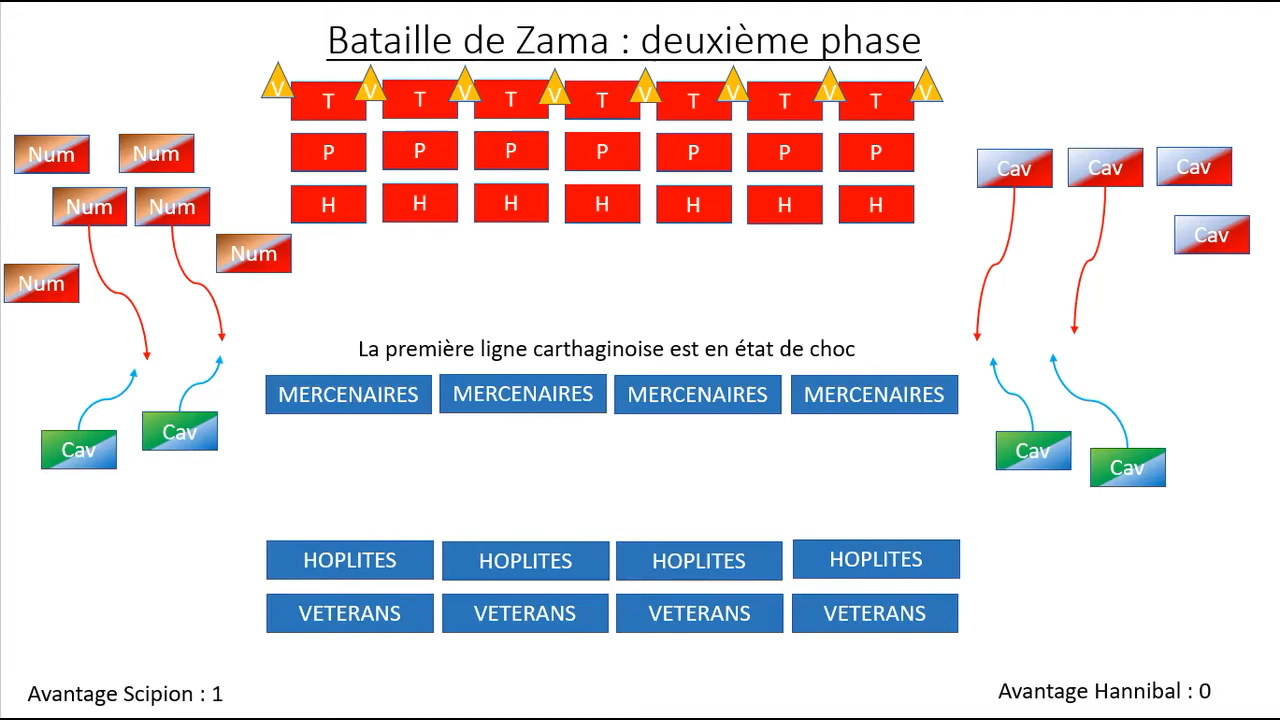 Bataille de Zama : deuxième phase
V V V V V V V V
T T T T T T T
Num Num P P P P P P P Cav Cav Cav
Num Num H H H H H H H
Num Cav
Num
La première ligne carthaginoise est en état de choc
MERCENAIRES MERCENAIRES MERCENAIRES MERCENAIRES
Cav
Cav Cav
Cav
HOPLITES HOPLITES HOPLITES HOPLITES
VETERANS VETERANS VETERANS VETERANS
Avantage Scipion : 1 Avantage Hannibal : 0